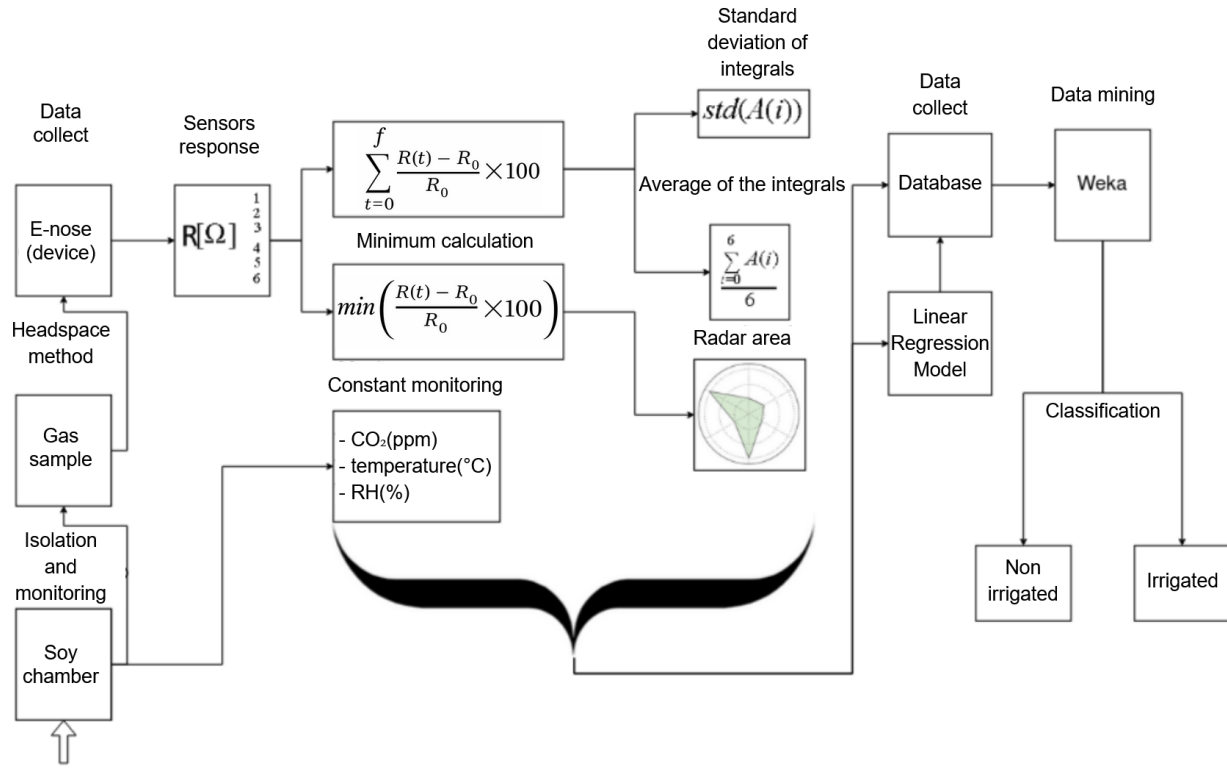 Data
collect
E-nose
(device)
Headspace
method
Gas
sample
Isolation
and
monitoring
Soy
chamber
Sensors
response
R[Ω]
1
2
3
4
5
6
f
∑ (R(t) − R₀)/R₀ ×100
t=0
Minimum calculation
min((R(t) − R₀)/R₀ ×100)
Constant monitoring
- CO₂(ppm)
- temperature(°C)
- RH(%)
Standard
deviation of
integrals
std(A(i))
Average of the integrals
6
∑ A(i)
t=0
6
Radar area
Data
collect
Database
Linear
Regression
Model
Data mining
Weka
Classification
Non
irrigated
Irrigated